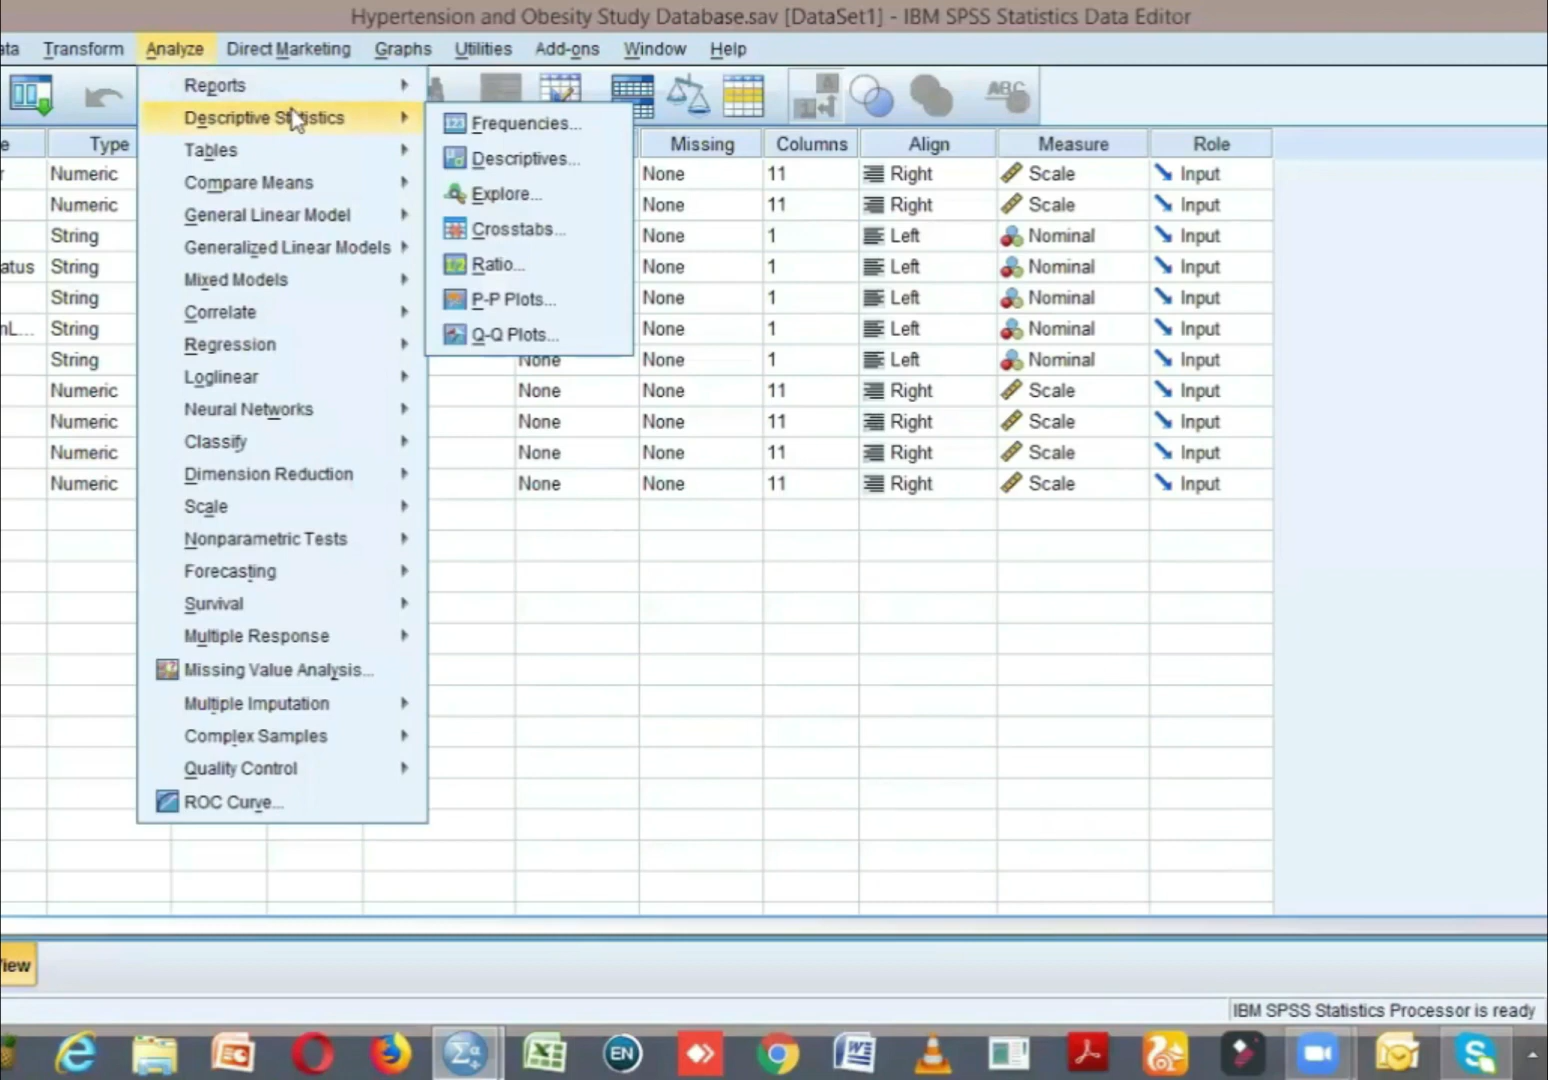 Hypertension and Obesity Study Database.sav [DataSet1] - IBM SPSS Statistics Data Editor
ata Transform Analyze Direct Marketing Graphs Utilities Add-ons Window Help
Reports
Descriptive Statistics
Tables
Compare Means
General Linear Model
Generalized Linear Models
Mixed Models
Correlate
Regression
Loglinear
Neural Networks
Classify
Dimension Reduction
Scale
Nonparametric Tests
Forecasting
Survival
Multiple Response
Missing Value Analysis...
Multiple Imputation
Complex Samples
Quality Control
ROC Curve...
Frequencies...
Descriptives...
Explore...
Crosstabs...
Ratio...
P-P Plots...
Q-Q Plots...
A
ABC
e Type Missing Columns Align Measure Role
r Numeric None 11 Right Scale Input
Numeric None 11 Right Scale Input
String None 1 Left Nominal Input
atus String None 1 Left Nominal Input
String None 1 Left Nominal Input
nL... String None 1 Left Nominal Input
String None None 1 Left Nominal Input
Numeric None None 11 Right Scale Input
Numeric None None 11 Right Scale Input
Numeric None None 11 Right Scale Input
Numeric None None 11 Right Scale Input
View
IBM SPSS Statistics Processor is ready
EN